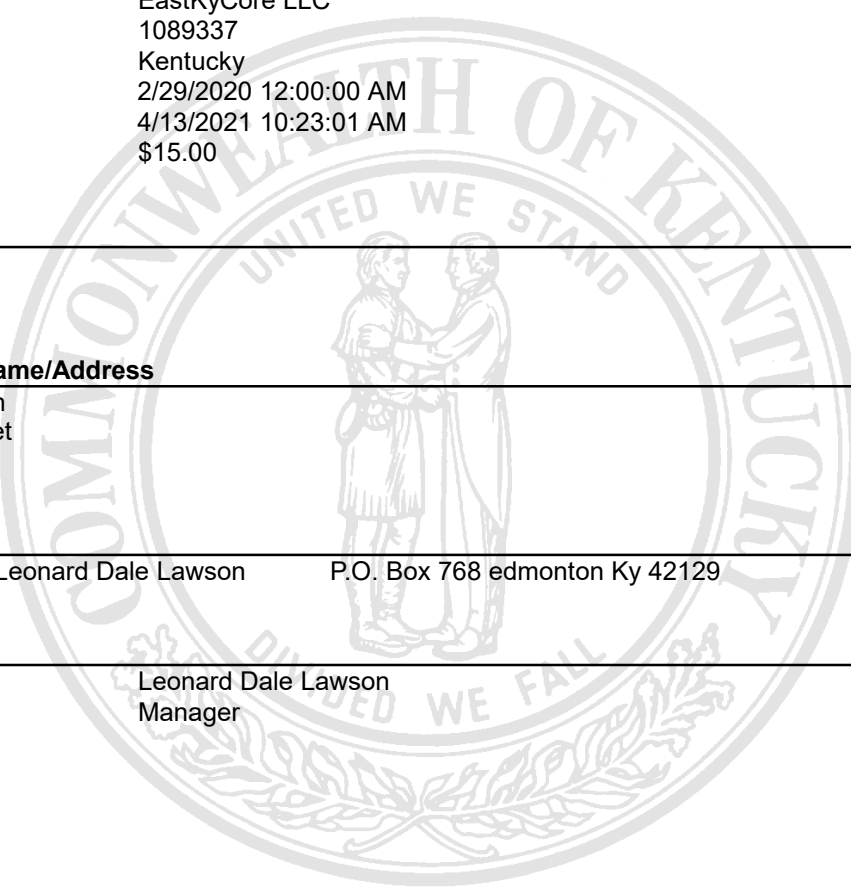 EastKyCore LLC
1089337
Kentucky
2/29/2020 12:00:00 AM
4/13/2021 10:23:01 AM
$15.00
COMMONWEALTH OF KENTUCKY
UNITED WE STAND
ame/Address
n
et
Leonard Dale Lawson P.O. Box 768 edmonton Ky 42129
DIVIDED WE FALL
Leonard Dale Lawson
Manager